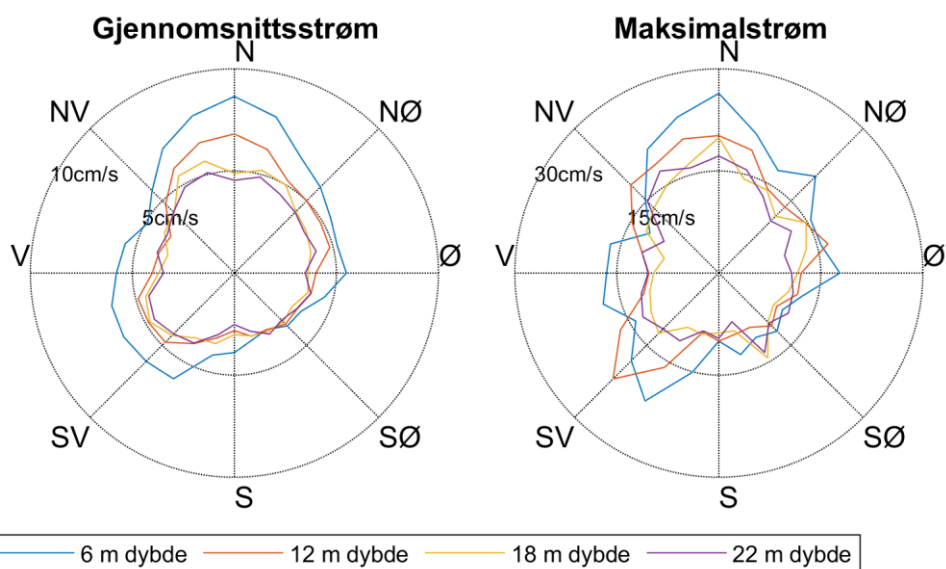 Gjennomsnittsstrøm
N
NV
NØ
10cm/s
5cm/s
V
Ø
SV
SØ
S
Maksimalstrøm
N
NV
NØ
30cm/s
15cm/s
V
Ø
SV
SØ
S
6 m dybde 12 m dybde 18 m dybde 22 m dybde